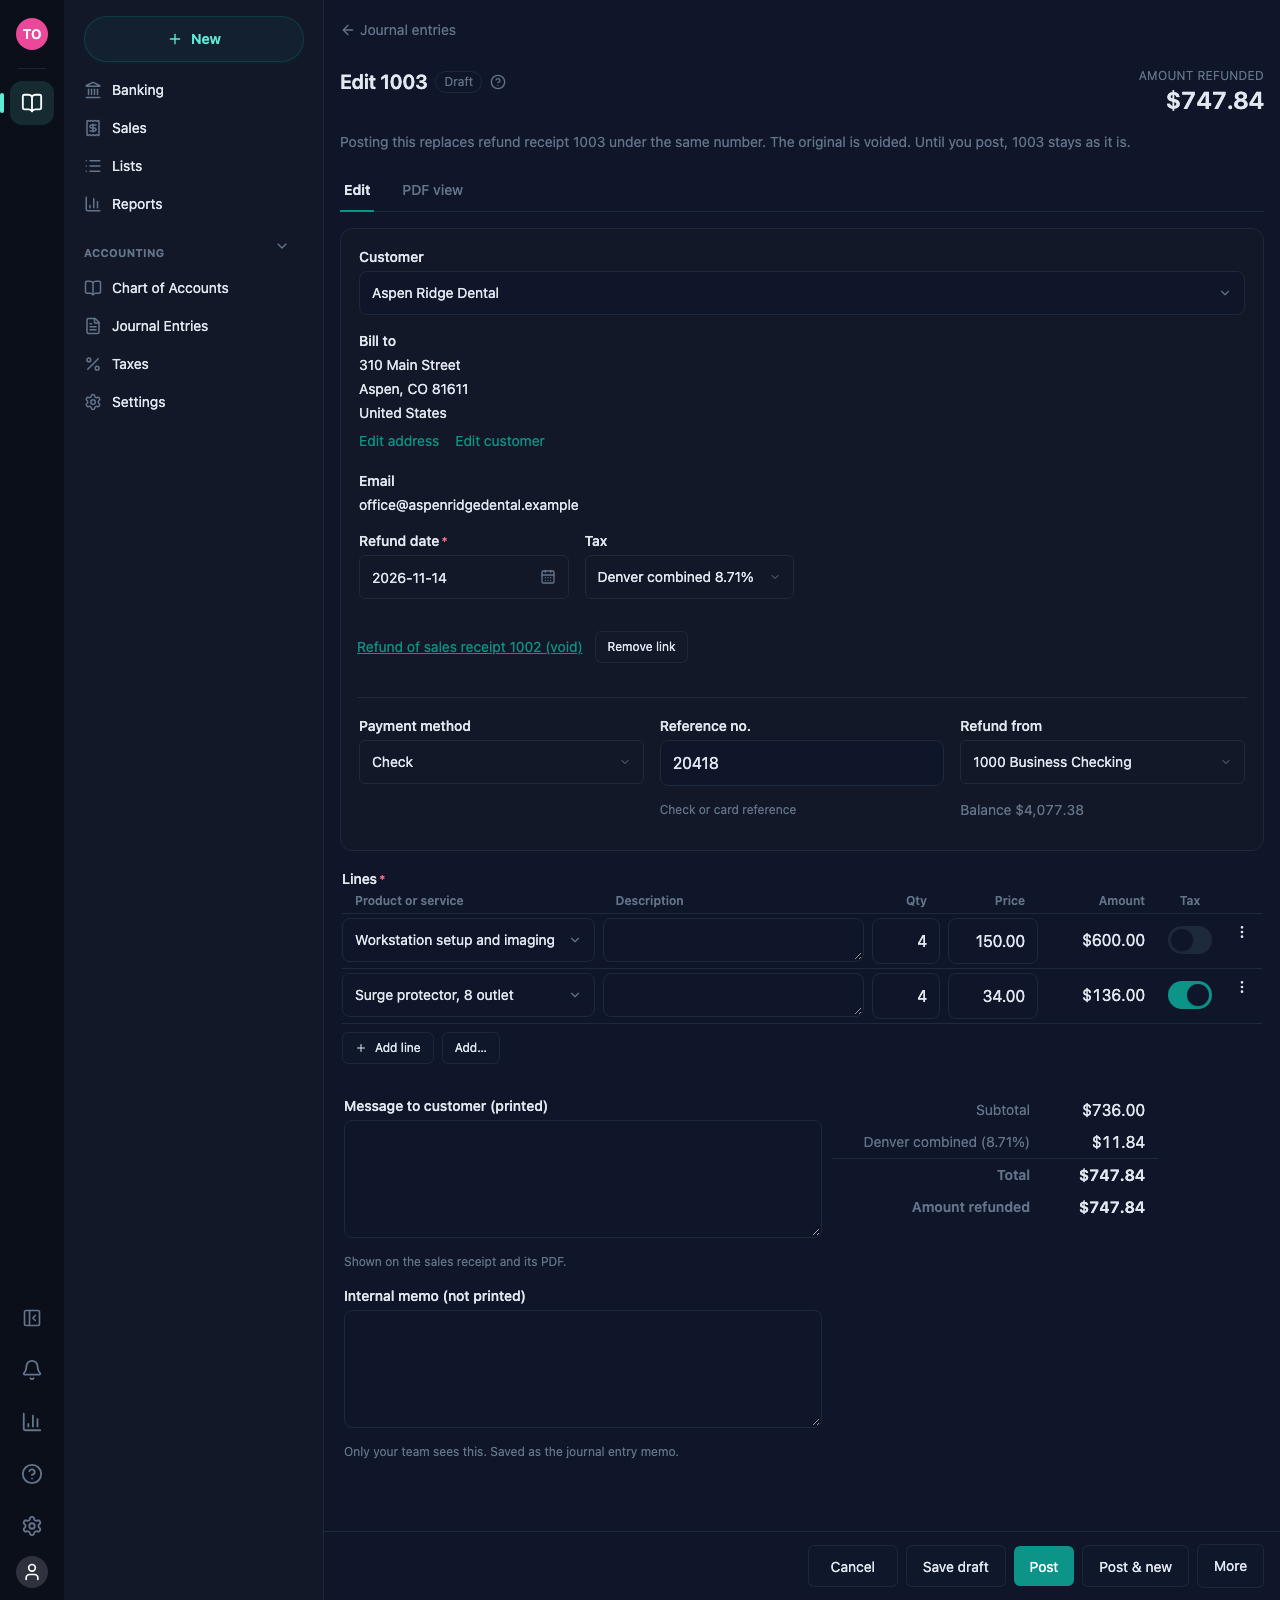 TO
New
Banking
Sales
Lists
Reports
ACCOUNTING
Chart of Accounts
Journal Entries
Taxes
Settings
Journal entries
Edit 1003 Draft
AMOUNT REFUNDED
$747.84
Posting this replaces refund receipt 1003 under the same number. The original is voided. Until you post, 1003 stays as it is.
Edit PDF view
Customer
Aspen Ridge Dental
Bill to
310 Main Street
Aspen, CO 81611
United States
Edit address Edit customer
Email
office@aspenridgedental.example
Refund date* Tax
2026-11-14 Denver combined 8.71%
Refund of sales receipt 1002 (void) Remove link
Payment method Reference no. Refund from
Check 20418 1000 Business Checking
Check or card reference Balance $4,077.38
Lines*
Product or service Description Qty Price Amount Tax
Workstation setup and imaging 4 150.00 $600.00
Surge protector, 8 outlet 4 34.00 $136.00
Add line Add...
Message to customer (printed)
Subtotal $736.00
Denver combined (8.71%) $11.84
Total $747.84
Amount refunded $747.84
Shown on the sales receipt and its PDF.
Internal memo (not printed)
Only your team sees this. Saved as the journal entry memo.
Cancel Save draft Post Post & new More